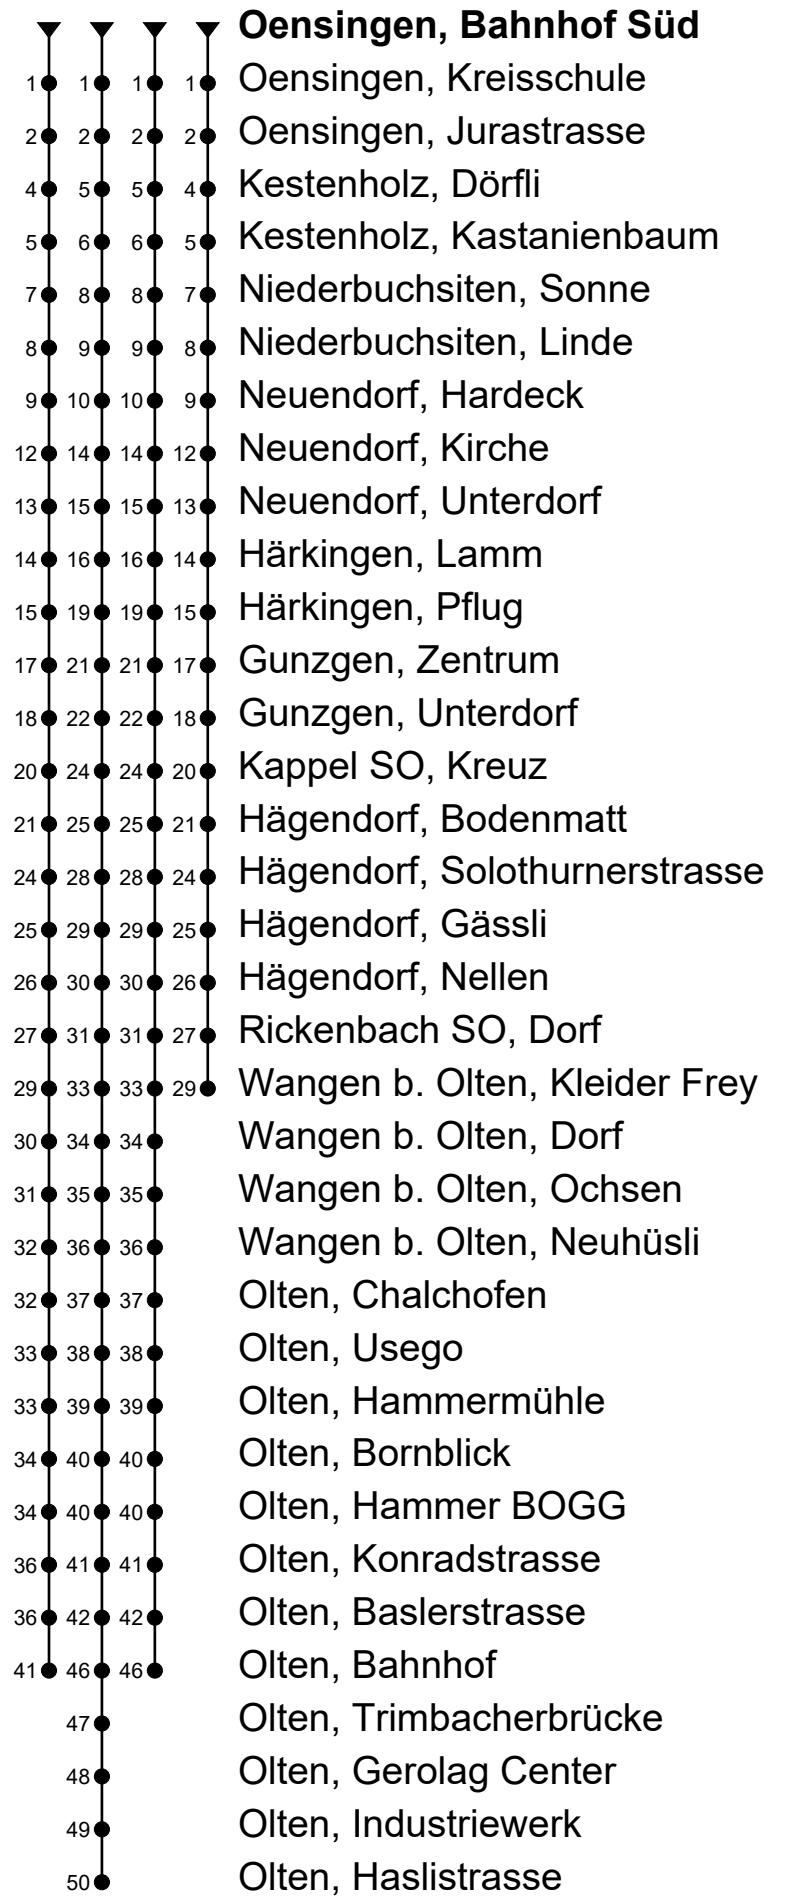 Oensingen, Bahnhof Süd
1 1 1 1 Oensingen, Kreisschule
2 2 2 2 Oensingen, Jurastrasse
4 5 5 4 Kestenholz, Dörfli
5 6 6 5 Kestenholz, Kastanienbaum
7 8 8 7 Niederbuchsiten, Sonne
8 9 9 8 Niederbuchsiten, Linde
9 10 10 9 Neuendorf, Hardeck
12 14 14 12 Neuendorf, Kirche
13 15 15 13 Neuendorf, Unterdorf
14 16 16 14 Härkingen, Lamm
15 19 19 15 Härkingen, Pflug
17 21 21 17 Gunzgen, Zentrum
18 22 22 18 Gunzgen, Unterdorf
20 24 24 20 Kappel SO, Kreuz
21 25 25 21 Hägendorf, Bodenmatt
24 28 28 24 Hägendorf, Solothurnerstrasse
25 29 29 25 Hägendorf, Gässli
26 30 30 26 Hägendorf, Nellen
27 31 31 27 Rickenbach SO, Dorf
29 33 33 29 Wangen b. Olten, Kleider Frey
30 34 34 Wangen b. Olten, Dorf
31 35 35 Wangen b. Olten, Ochsen
32 36 36 Wangen b. Olten, Neuhüsli
32 37 37 Olten, Chalchofen
33 38 38 Olten, Usego
33 39 39 Olten, Hammermühle
34 40 40 Olten, Bornblick
34 40 40 Olten, Hammer BOGG
36 41 41 Olten, Konradstrasse
36 42 42 Olten, Baslerstrasse
41 46 46 Olten, Bahnhof
47 Olten, Trimbacherbrücke
48 Olten, Gerolag Center
49 Olten, Industriewerk
50 Olten, Haslistrasse